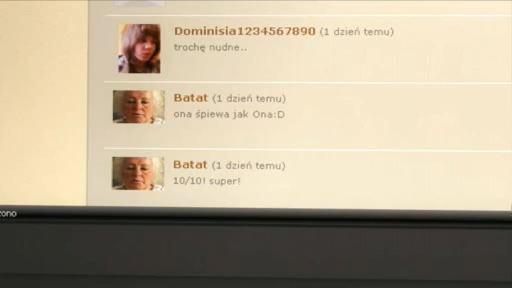 Dominisia1234567890 (1 dzień temu)
trochę nudne..
Batat (1 dzień temu)
ona śpiewa jak Ona:D
Batat (1 dzień temu)
10/10! super!